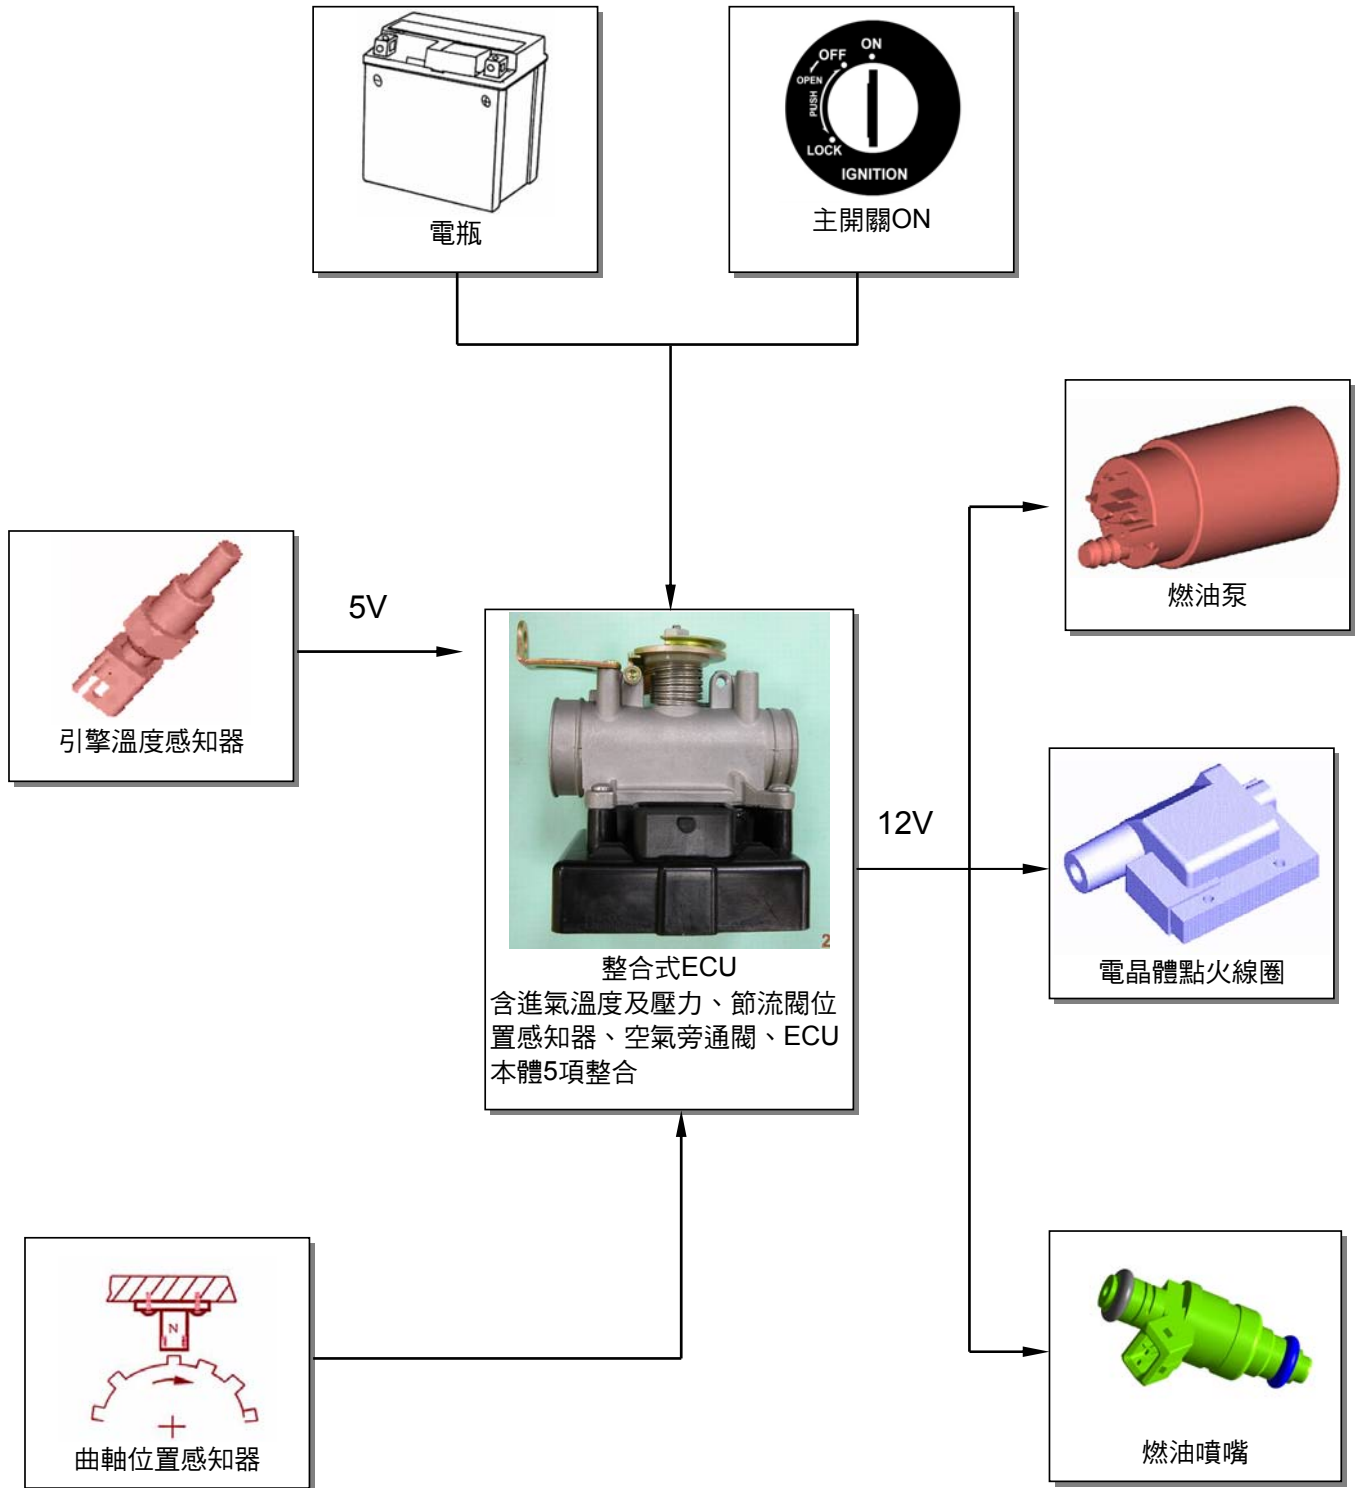 ON
OFF
OPEN
PUSH
LOCK
IGNITION
電瓶
主開關ON
燃油泵
5V
引擎溫度感知器
12V
2
整合式ECU
含進氣溫度及壓力、節流閥位
置感知器、空氣旁通閥、ECU
本體5項整合
電晶體點火線圈
N
曲軸位置感知器
燃油噴嘴